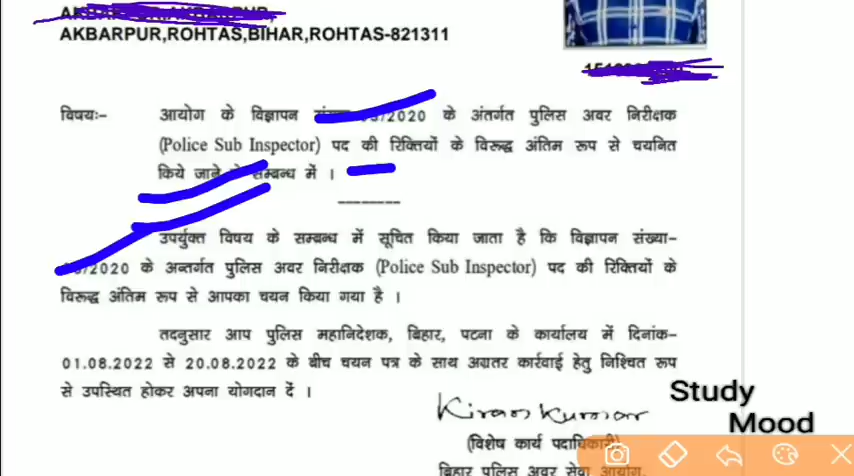 AKBARPUR,ROHTAS,BIHAR,ROHTAS-821311
विषयः- आयोग के विज्ञापन /2020 के अंतर्गत पुलिस अवर निरीक्षक
(Police Sub Inspector) पद की रिक्तियों के विरूद्ध अंतिम रूप से चयनित
किये जाने सम्बन्ध में ।
--------
उपर्युक्त विषय के सम्बन्ध में सूचित किया जाता है कि विज्ञापन संख्या-
/2020 के अन्तर्गत पुलिस अवर निरीक्षक (Police Sub Inspector) पद की रिक्तियों के
विरूद्ध अंतिम रूप से आपका चयन किया गया है ।
तदनुसार आप पुलिस महानिदेशक, बिहार, पटना के कार्यालय में दिनांक-
01.08.2022 से 20.08.2022 के बीच चयन पत्र के साथ अग्रतर कार्रवाई हेतु निश्चित रूप
से उपस्थित होकर अपना योगदान दें ।
Study
Mood
Kiran Kumar
(विशेष कार्य पदाधिकारी)
बिहार पुलिस अवर सेवा आयोग,